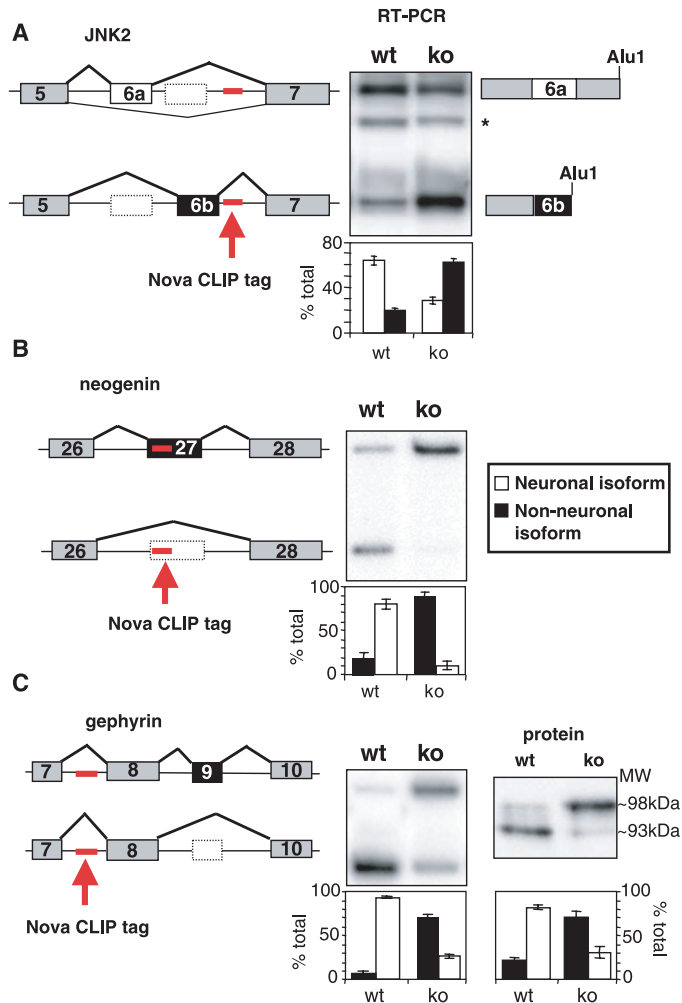 A
JNK2
RT-PCR
wt ko
5 6a 7
Alu1
6a
*
5 6b 7
Alu1
6b
Nova CLIP tag
% total
80
40
0
wt ko
B
neogenin
wt ko
26 27 28
26 28
Nova CLIP tag
Neuronal isoform
Non-neuronal
isoform
% total
100
50
0
wt ko
C
gephyrin
wt ko
protein
wt ko
MW
7 8 9 10
~98kDa
~93kDa
7 8 10
Nova CLIP tag
% total
100
50
0
wt ko
100
50
0
% total
wt ko